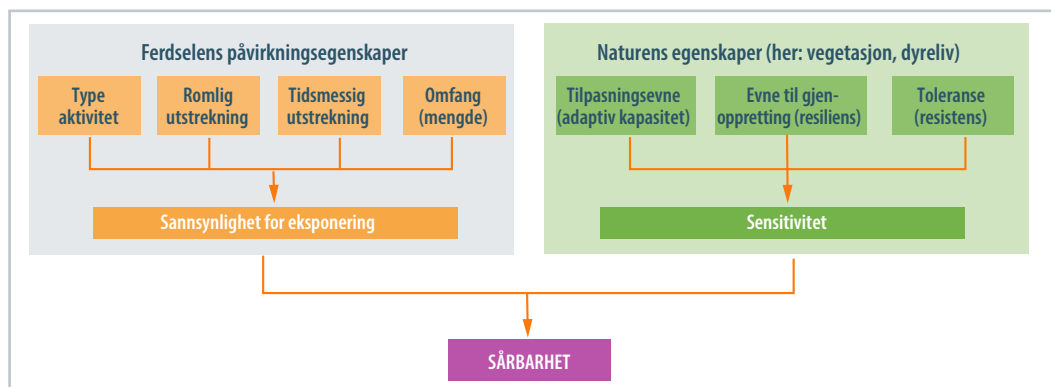 Ferdselens påvirkningsegenskaper
Type
aktivitet
Romlig
utstrekning
Tidsmessig
utstrekning
Omfang
(mengde)
Sannsynlighet for eksponering
Naturens egenskaper (her: vegetasjon, dyreliv)
Tilpasningsevne
(adaptiv kapasitet)
Evne til gjen-
oppretting (resiliens)
Toleranse
(resistens)
Sensitivitet
SÅRBARHET